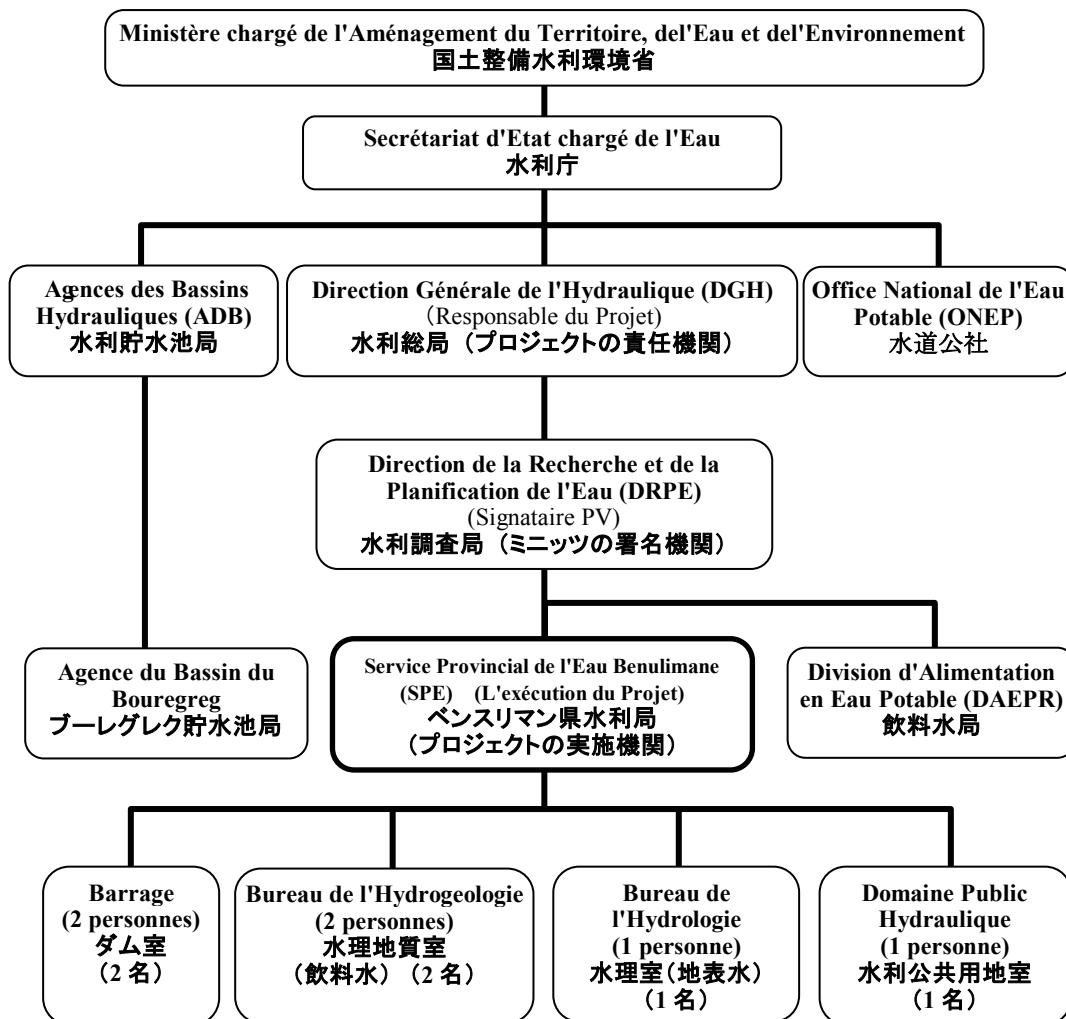 Ministère chargé de l'Aménagement du Territoire, del'Eau et del'Environnement
国土整備水利環境省
Secrétariat d'Etat chargé de l'Eau
水利庁
Agences des Bassins
Hydrauliques (ADB)
水利貯水池局
Direction Générale de l'Hydraulique (DGH)
（Responsable du Projet）
水利総局（プロジェクトの責任機関）
Office National de l'Eau
Potable (ONEP)
水道公社
Direction de la Recherche et de la
Planification de l'Eau (DRPE)
(Signataire PV)
水利調査局（ミニッツの署名機関）
Agence du Bassin du
Bouregreg
ブーレグレク貯水池局
Service Provincial de l'Eau Benulimane
(SPE) (L'exécution du Projet)
ベンスリマン県水利局
（プロジェクトの実施機関）
Division d'Alimentation
en Eau Potable (DAEPR)
飲料水局
Barrage
(2 personnes)
ダム室
（2 名）
Bureau de l'Hydrogeologie
(2 personnes)
水理地質室
（飲料水）（2 名）
Bureau de
l'Hydrologie
(1 personne)
水理室（地表水）
（1 名）
Domaine Public
Hydraulique
(1 personne)
水利公共用地室
（1 名）